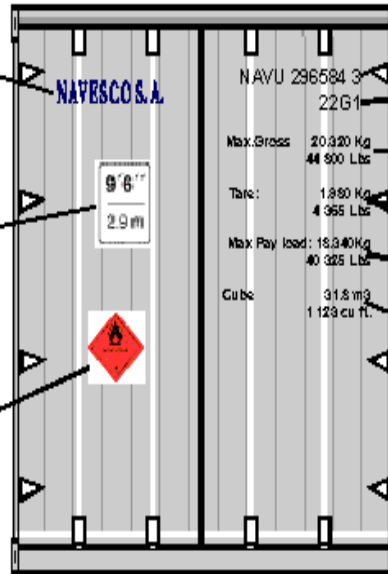 NAVESCO S. A.
9´6´´
2.9 m
NAVU 296584 3
22G1
Max.Gross 20.320 Kg
44 800 Lbs
Tare: 1.980 Kg
4 365 Lbs
Max Pay load: 18.340Kg
40 325 Lbs
Cube 31.8 m3
1 123 cu ft.